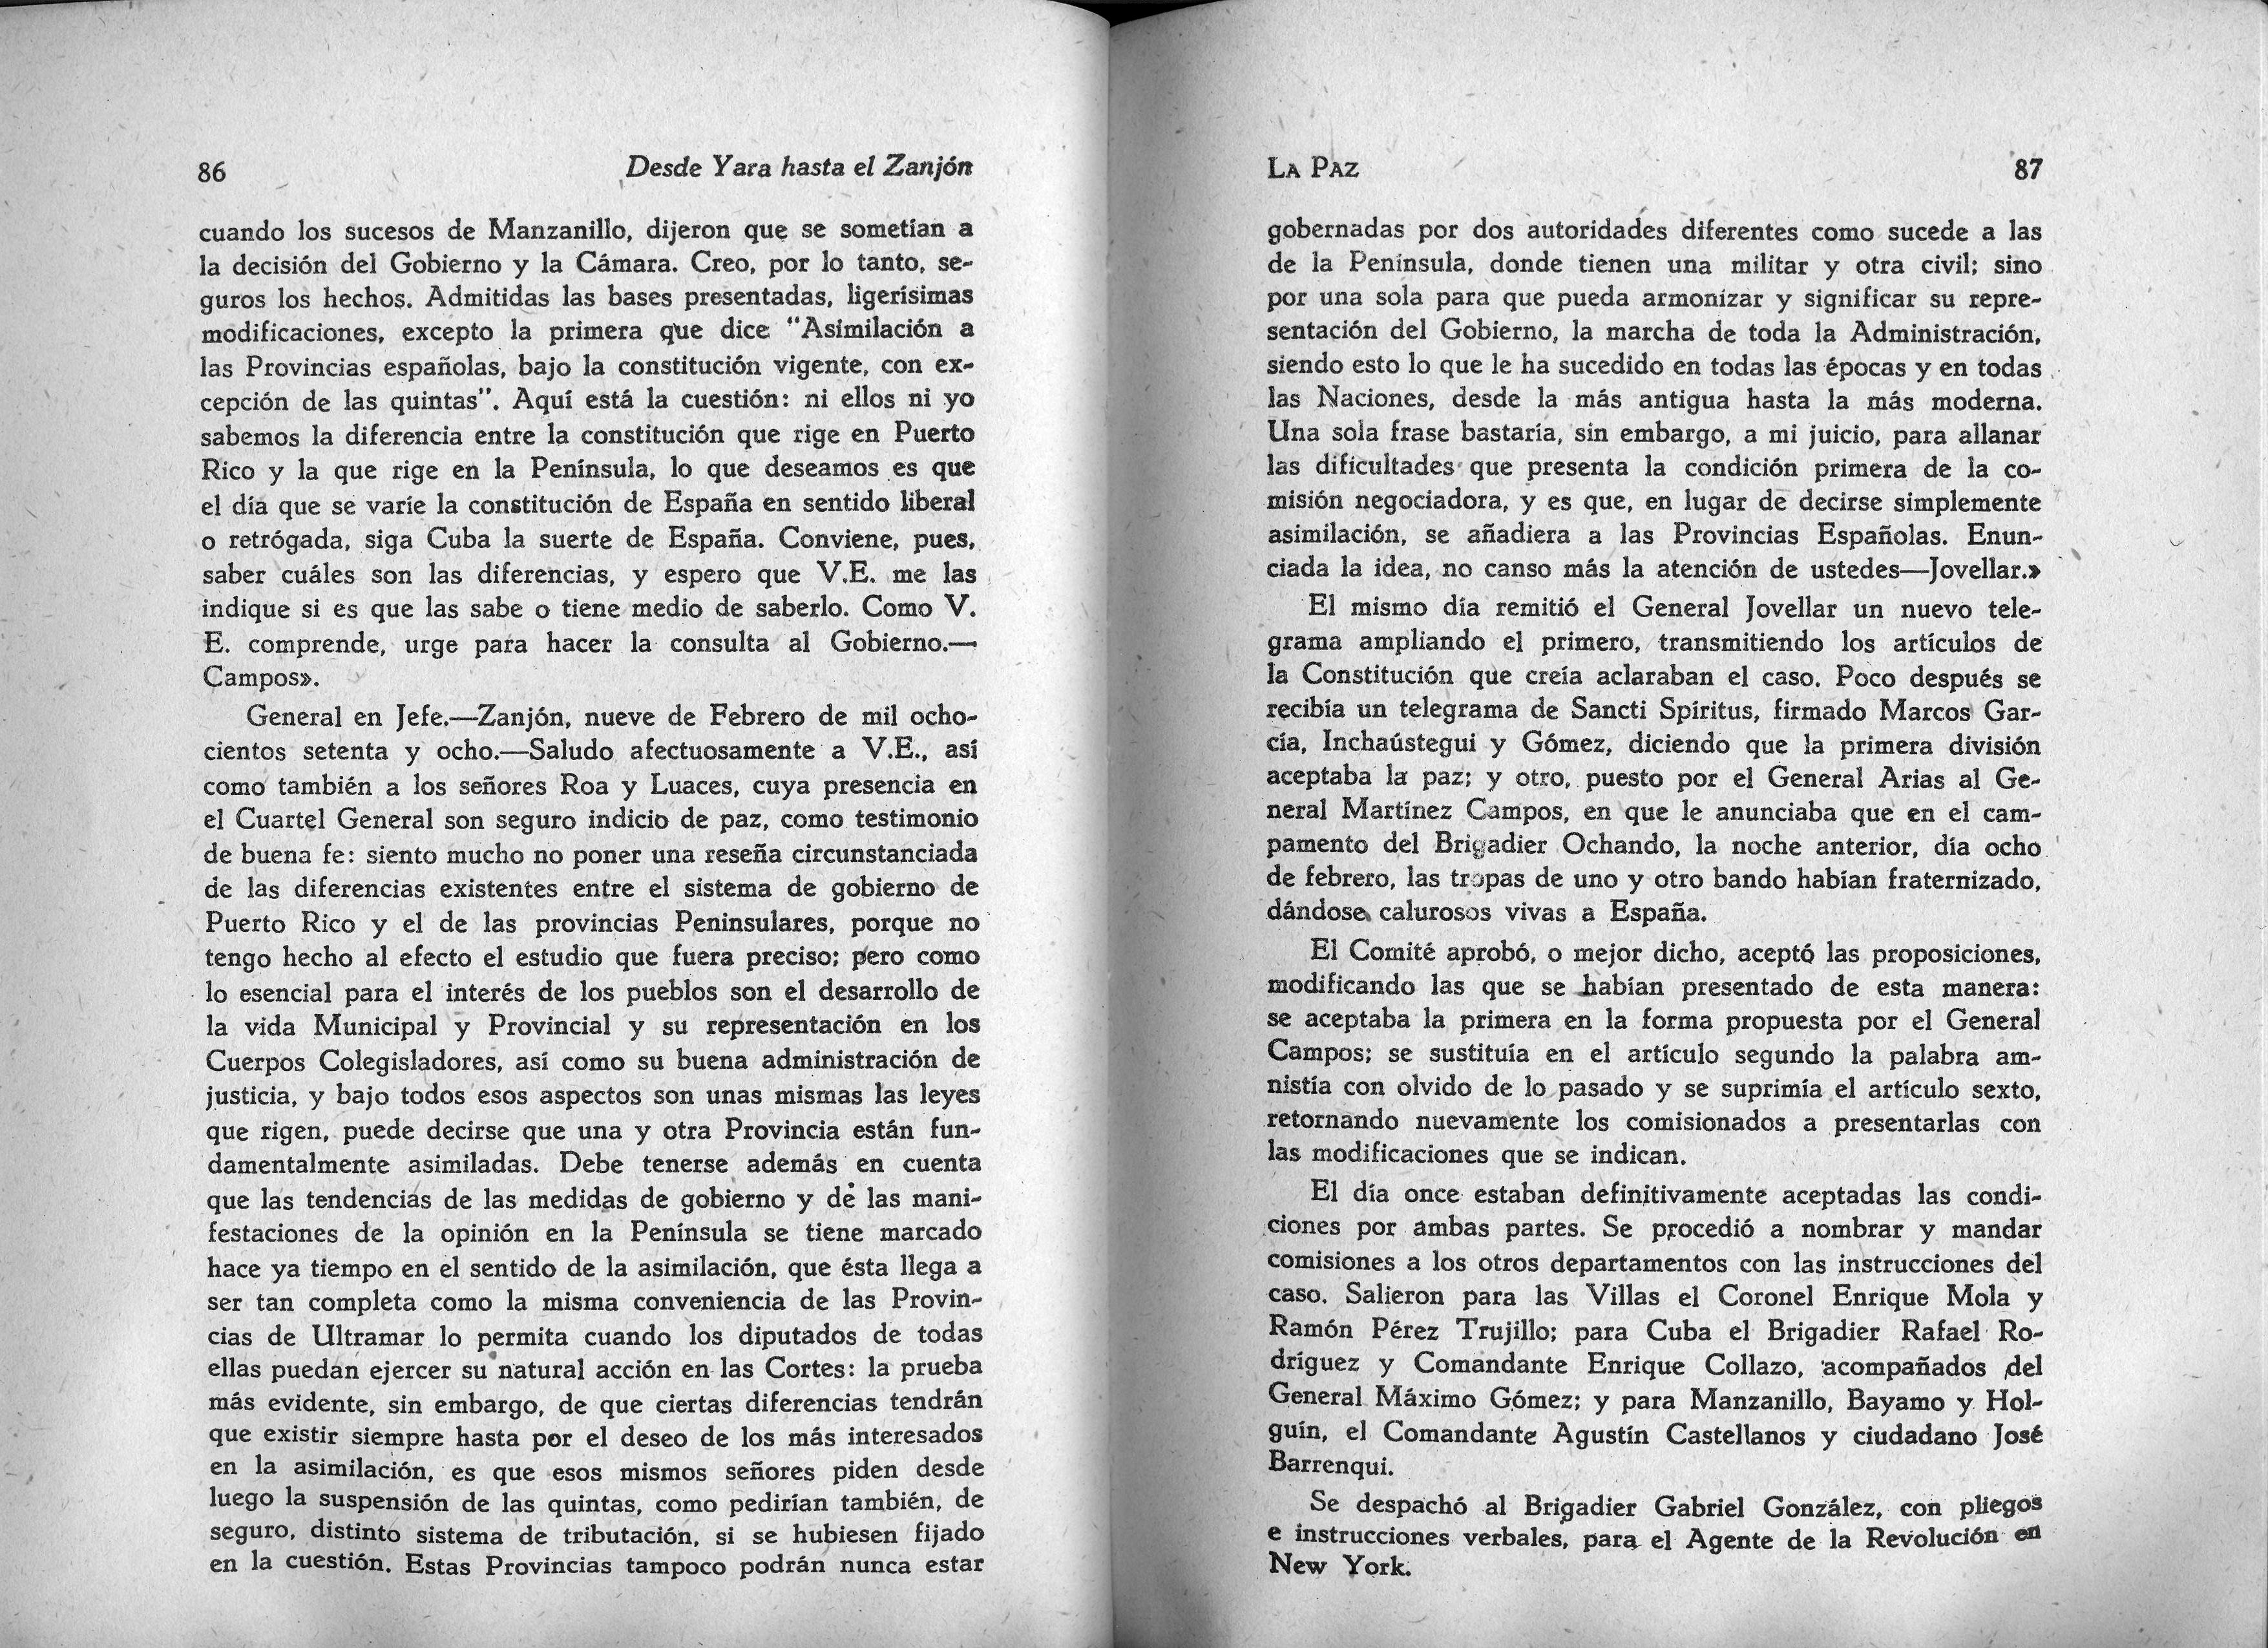 86
Desde Yara hasta el Zanjón
cuando los sucesos de Manzanillo, dijeron que se sometían a
la decisión del Gobierno y la Cámara. Creo, por lo tanto, se-
guros los hechos. Admitidas las bases presentadas, ligerísimas
modificaciones, excepto la primera que dice "Asimilación a
las Provincias españolas, bajo la constitución vigente, con ex-
cepción de las quintas". Aquí está la cuestión: ni ellos ni yo
sabemos la diferencia entre la constitución que rige en Puerto
Rico y la que rige en la Península, lo que deseamos es que
el día que se varíe la constitución de España en sentido liberal
o retrógada, siga Cuba la suerte de España. Conviene, pues,
saber cuáles son las diferencias, y espero que V.E. me las
indique si es que las sabe o tiene medio de saberlo. Como V.
E. comprende, urge para hacer la consulta al Gobierno.—
Campos».
General en Jefe.—Zanjón, nueve de Febrero de mil ocho-
cientos setenta y ocho.—Saludo afectuosamente a V.E., así
como también a los señores Roa y Luaces, cuya presencia en
el Cuartel General son seguro indicio de paz, como testimonio
de buena fe: siento mucho no poner una reseña circunstanciada
de las diferencias existentes entre el sistema de gobierno de
Puerto Rico y el de las provincias Peninsulares, porque no
tengo hecho al efecto el estudio que fuera preciso; pero como
lo esencial para el interés de los pueblos son el desarrollo de
la vida Municipal y Provincial y su representación en los
Cuerpos Colegisladores, así como su buena administración de
justicia, y bajo todos esos aspectos son unas mismas las leyes
que rigen, puede decirse que una y otra Provincia están fun-
damentalmente asimiladas. Debe tenerse además en cuenta
que las tendencias de las medidas de gobierno y de las mani-
festaciones de la opinión en la Península se tiene marcado
hace ya tiempo en el sentido de la asimilación, que ésta llega a
ser tan completa como la misma conveniencia de las Provin-
cias de Ultramar lo permita cuando los diputados de todas
ellas puedan ejercer su natural acción en las Cortes: la prueba
más evidente, sin embargo, de que ciertas diferencias tendrán
que existir siempre hasta por el deseo de los más interesados
en la asimilación, es que esos mismos señores piden desde
luego la suspensión de las quintas, como pedirían también, de
seguro, distinto sistema de tributación, si se hubiesen fijado
en la cuestión. Estas Provincias tampoco podrán nunca estar
LA PAZ
87
gobernadas por dos autoridades diferentes como sucede a las
de la Península, donde tienen una militar y otra civil; sino
por una sola para que pueda armonizar y significar su repre-
sentación del Gobierno, la marcha de toda la Administración,
siendo esto lo que le ha sucedido en todas las épocas y en todas
las Naciones, desde la más antigua hasta la más moderna.
Una sola frase bastaría, sin embargo, a mi juicio, para allanar
las dificultades que presenta la condición primera de la co-
misión negociadora, y es que, en lugar de decirse simplemente
asimilación, se añadiera a las Provincias Españolas. Enun-
ciada la idea, no canso más la atención de ustedes—Jovellar.»
El mismo día remitió el General Jovellar un nuevo tele-
grama ampliando el primero, transmitiendo los artículos de
la Constitución que creía aclaraban el caso. Poco después se
recibía un telegrama de Sancti Spíritus, firmado Marcos Gar-
cía, Inchaústegui y Gómez, diciendo que la primera división
aceptaba la paz; y otro, puesto por el General Arias al Ge-
neral Martínez Campos, en que le anunciaba que en el cam-
pamento del Brigadier Ochando, la noche anterior, día ocho
de febrero, las tropas de uno y otro bando habían fraternizado,
dándose calurosos vivas a España.
El Comité aprobó, o mejor dicho, aceptó las proposiciones,
modificando las que se habían presentado de esta manera:
se aceptaba la primera en la forma propuesta por el General
Campos; se sustituía en el artículo segundo la palabra am-
nistía con olvido de lo pasado y se suprimía el artículo sexto,
retornando nuevamente los comisionados a presentarlas con
las modificaciones que se indican.
El día once estaban definitivamente aceptadas las condi-
ciones por ambas partes. Se procedió a nombrar y mandar
comisiones a los otros departamentos con las instrucciones del
caso. Salieron para las Villas el Coronel Enrique Mola y
Ramón Pérez Trujillo; para Cuba el Brigadier Rafael Ro-
dríguez y Comandante Enrique Collazo, acompañados del
General Máximo Gómez; y para Manzanillo, Bayamo y Hol-
guín, el Comandante Agustín Castellanos y ciudadano José
Barrenqui.
Se despachó al Brigadier Gabriel González, con pliegos
e instrucciones verbales, para el Agente de la Revolución en
New York.